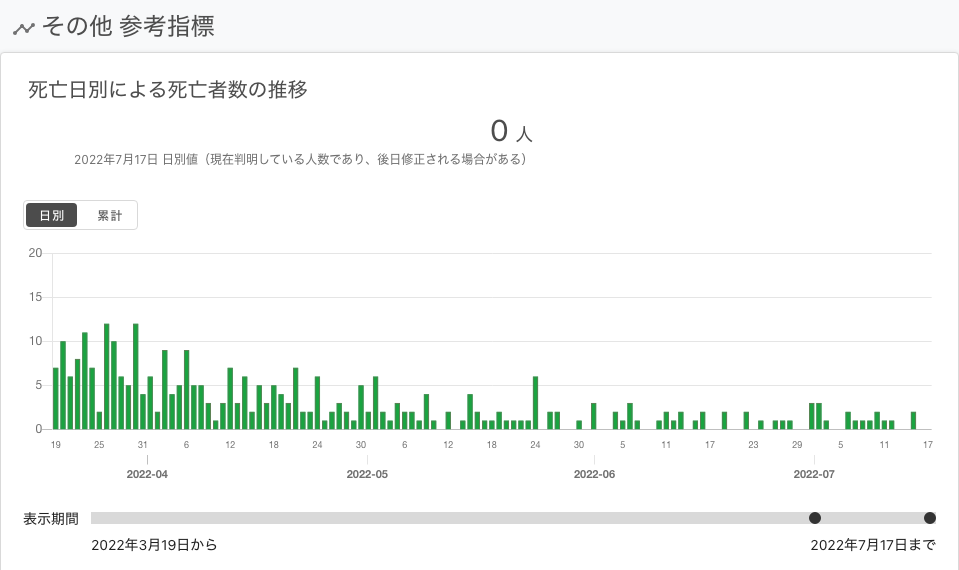 その他 参考指標
死亡日別による死亡者数の推移
0 人
2022年7月17日 日別値（現在判明している人数であり、後日修正される場合がある）
日別 累計
20
15
10
5
0
19 25 31 6 12 18 24 30 6 12 18 24 30 5 11 17 23 29 5 11 17
2022-04 2022-05 2022-06 2022-07
表示期間
2022年3月19日から 2022年7月17日まで